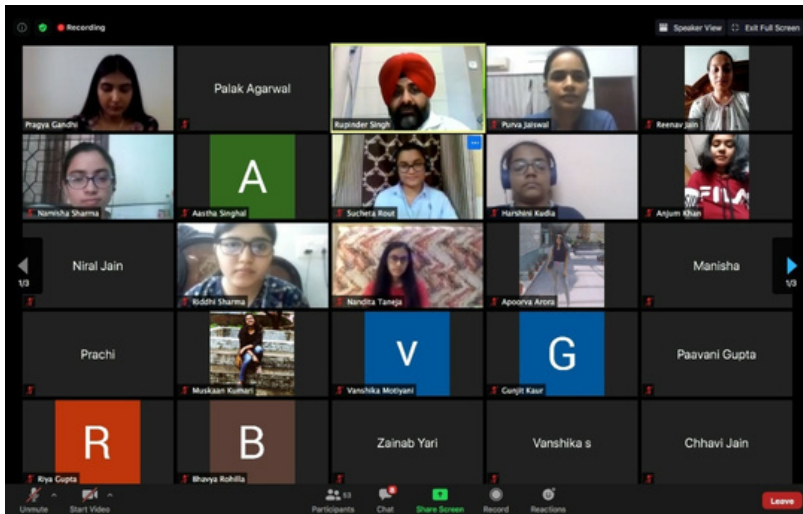 Recording
Speaker View
Exit Full Screen
Pragya Gandhi
Palak Agarwal
Rupinder Singh
Purva Jaiswal
Reenav Jain
Namisha Sharma
A
Aastha Singhal
Sucheta Rout
Harshini Kudia
Anjum Khan
FILA
Niral Jain
Riddhi Sharma
Nandita Taneja
Apoorva Arora
Manisha
1/3
1/3
Prachi
Muskaan Kumari
V
Vanshika Motiyani
G
Gunjit Kaur
Paavani Gupta
R
Riya Gupta
B
Bhavya Rohilla
Zainab Yari
Vanshika s
Chhavi Jain
Unmute
Start Video
53
Participants
8
Chat
Share Screen
Record
Reactions
Leave